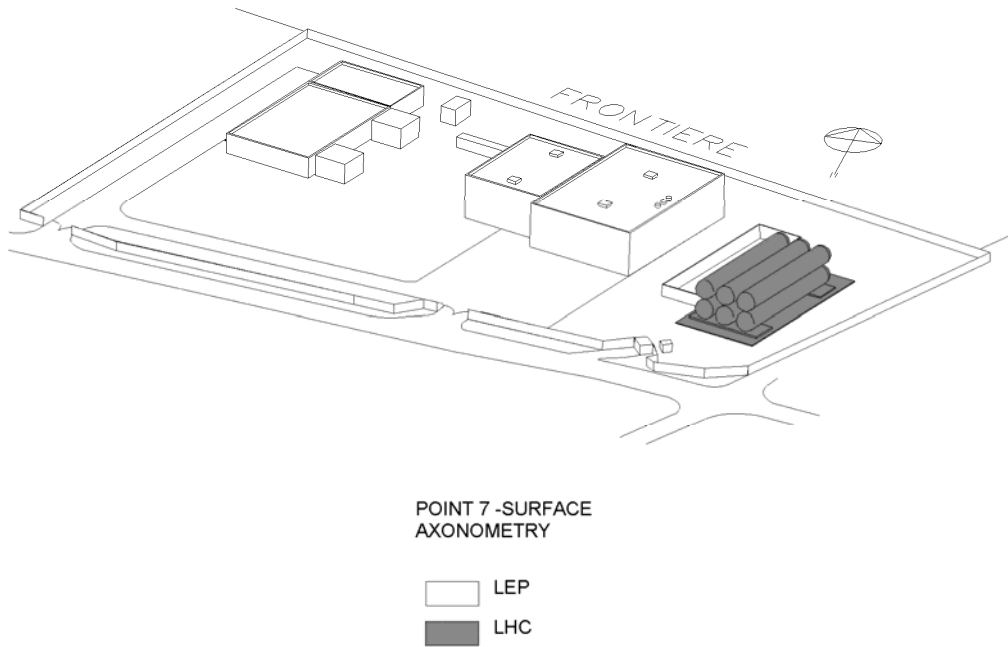 FRONTIERE
POINT 7 -SURFACE
AXONOMETRY
LEP
LHC